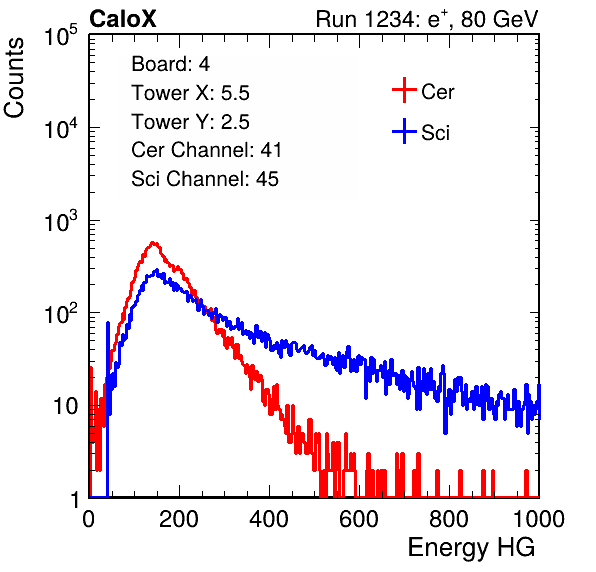 CaloX Run 1234: e⁺, 80 GeV
Counts
Board: 4
Tower X: 5.5
Tower Y: 2.5
Cer Channel: 41
Sci Channel: 45
Cer
Sci
10⁵
10⁴
10³
10²
10
1
0 200 400 600 800 1000
Energy HG